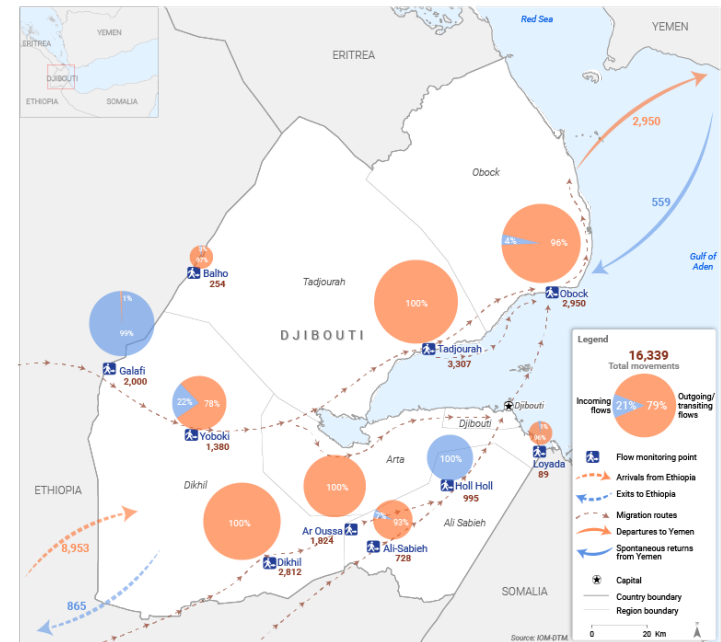 Red Sea
YEMEN
ERITREA
YEMEN
DJIBOUTI
ETHIOPIA
SOMALIA
ERITREA
2,950
559
Obock
4%
96%
Gulf of
Aden
Obock
2,950
97%
Balho
254
Tadjourah
1%
99%
100%
DJIBOUTI
Galafi
2,000
Tadjourah
3,307
22%
78%
Yoboki
1,380
Djibouti
Djibouti
96%
Loyada
89
Arta
100%
Holl Holl
995
ETHIOPIA
Dikhil
100%
100%
Ar Oussa
1,824
93%
Ali Sabieh
Ali-Sabieh
728
Dikhil
2,812
8,953
865
SOMALIA
Legend
16,339
Total movements
Incoming
flows
21%
79%
Outgoing/
transiting
flows
Flow monitoring point
Arrivals from Ethiopia
Exits to Ethiopia
Migration routes
Departures to Yemen
Spontaneous returns
from Yemen
Capital
Country boundary
Region boundary
0
20 Km
N
Source: IOM-DTM.